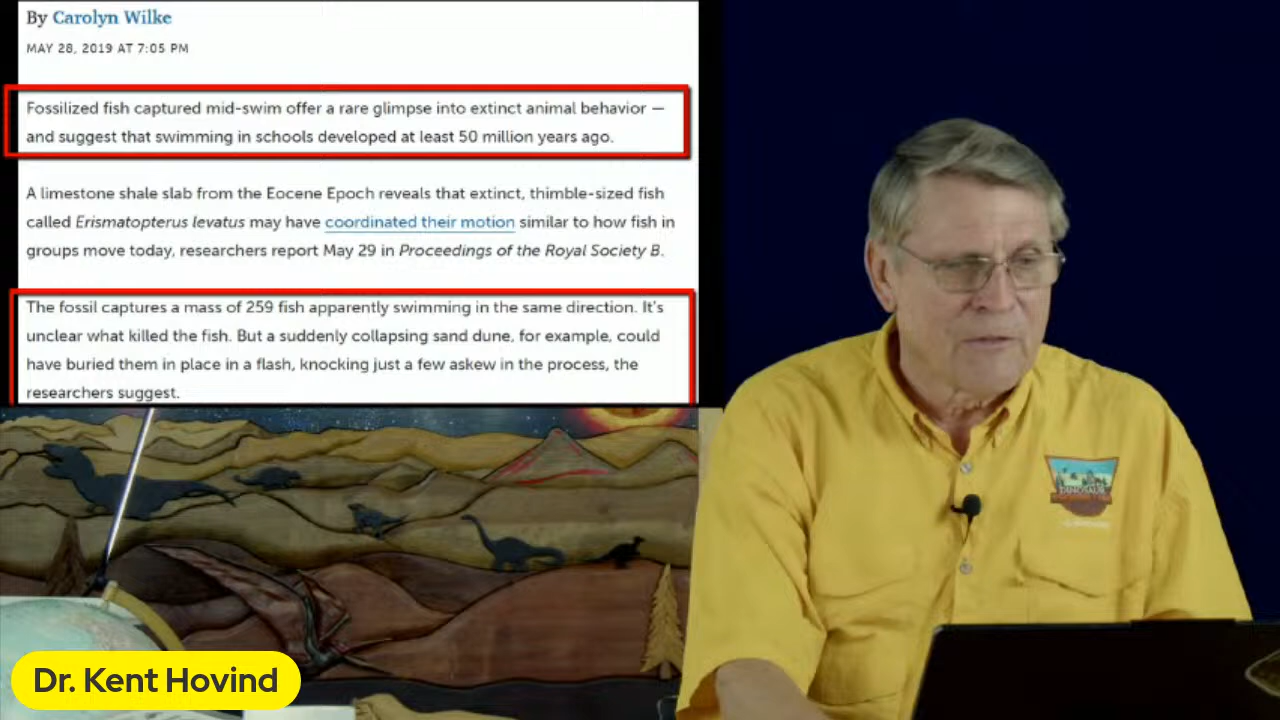 By Carolyn Wilke
MAY 28, 2019 AT 7:05 PM
Fossilized fish captured mid-swim offer a rare glimpse into extinct animal behavior —
and suggest that swimming in schools developed at least 50 million years ago.
A limestone shale slab from the Eocene Epoch reveals that extinct, thimble-sized fish
called Erismatopterus levatus may have coordinated their motion similar to how fish in
groups move today, researchers report May 29 in Proceedings of the Royal Society B.
The fossil captures a mass of 259 fish apparently swimming in the same direction. It's
unclear what killed the fish. But a suddenly collapsing sand dune, for example, could
have buried them in place in a flash, knocking just a few askew in the process, the
researchers suggest.
DINOSAUR
Dr. Kent Hovind